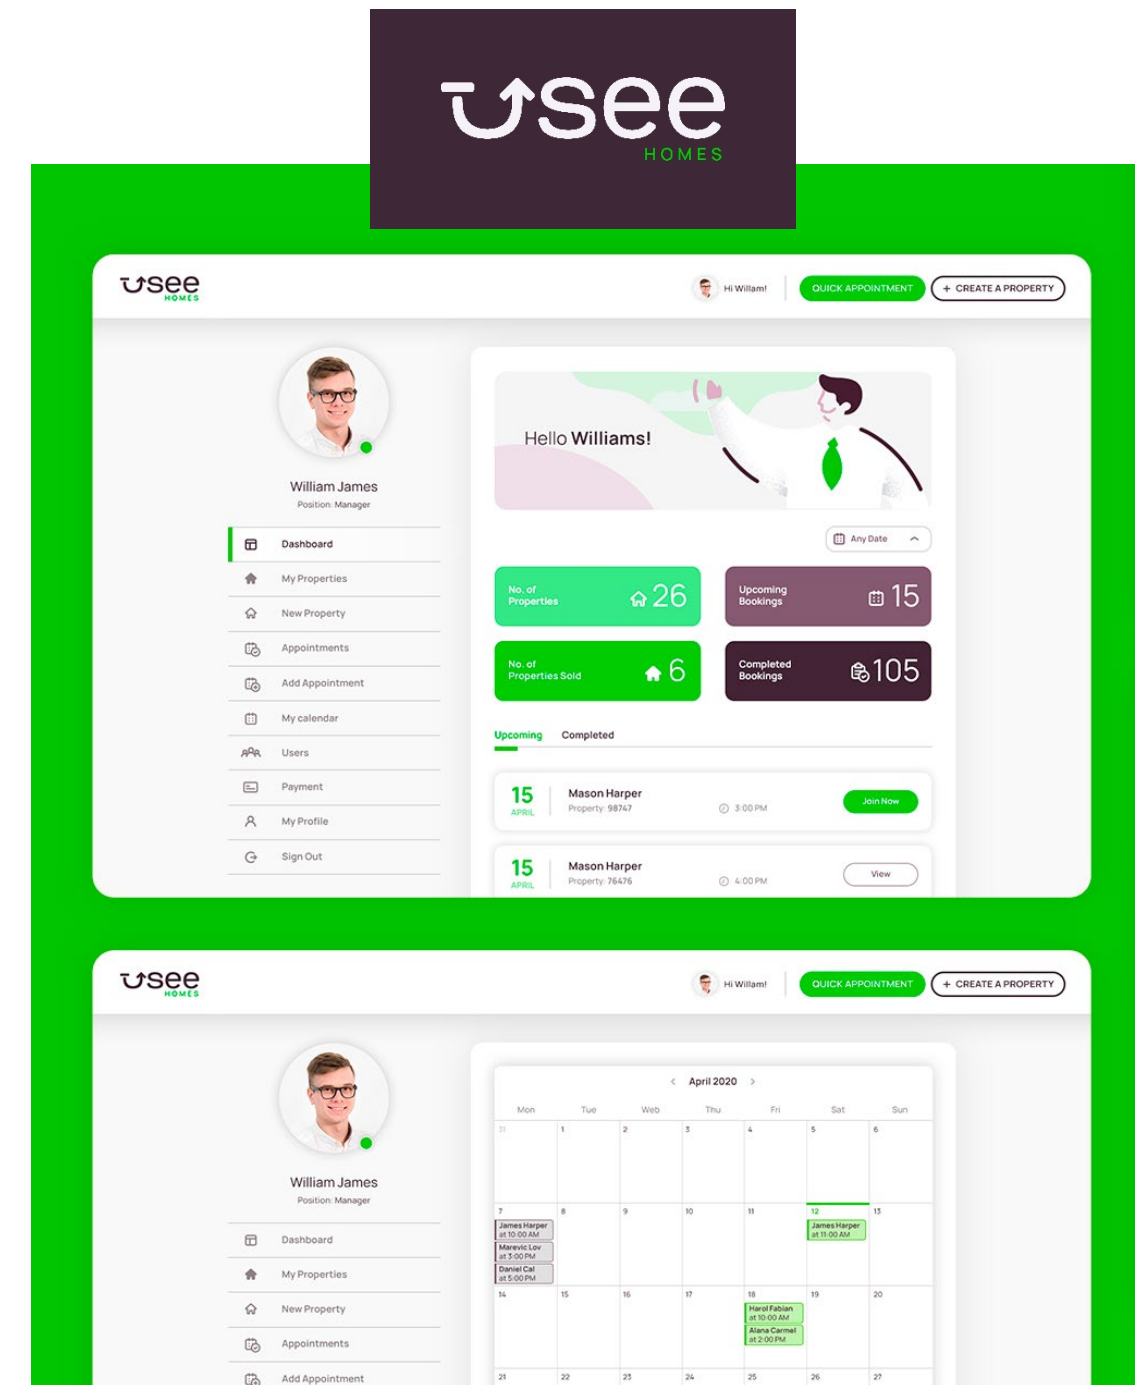 usee
HOMES
usee
HOMES
Hi Willam!
QUICK APPOINTMENT
+ CREATE A PROPERTY
William James
Position: Manager
Dashboard
My Properties
New Property
Appointments
Add Appointment
My calendar
Users
Payment
My Profile
Sign Out
Hello Williams!
Any Date
No. of
Properties
26
Upcoming
Bookings
15
No. of
Properties Sold
6
Completed
Bookings
105
Upcoming
Completed
15
APRIL
Mason Harper
Property: 98747
3:00 PM
Join Now
15
APRIL
Mason Harper
Property: 76476
4:00 PM
View
usee
HOMES
Hi Willam!
QUICK APPOINTMENT
+ CREATE A PROPERTY
William James
Position: Manager
Dashboard
My Properties
New Property
Appointments
Add Appointment
< April 2020 >
Mon Tue Web Thu Fri Sat Sun
31 1 2 3 4 5 6
7 8 9 10 11 12 13
James Harper
at 10:00 AM
Marevic Lov
at 3:00 PM
Daniel Cal
at 5:00 PM
James Harper
at 11:00 AM
14 15 16 17 18 19 20
Harol Fabian
at 10:00 AM
Alana Carmel
at 2:00 PM
21 22 23 24 25 26 27